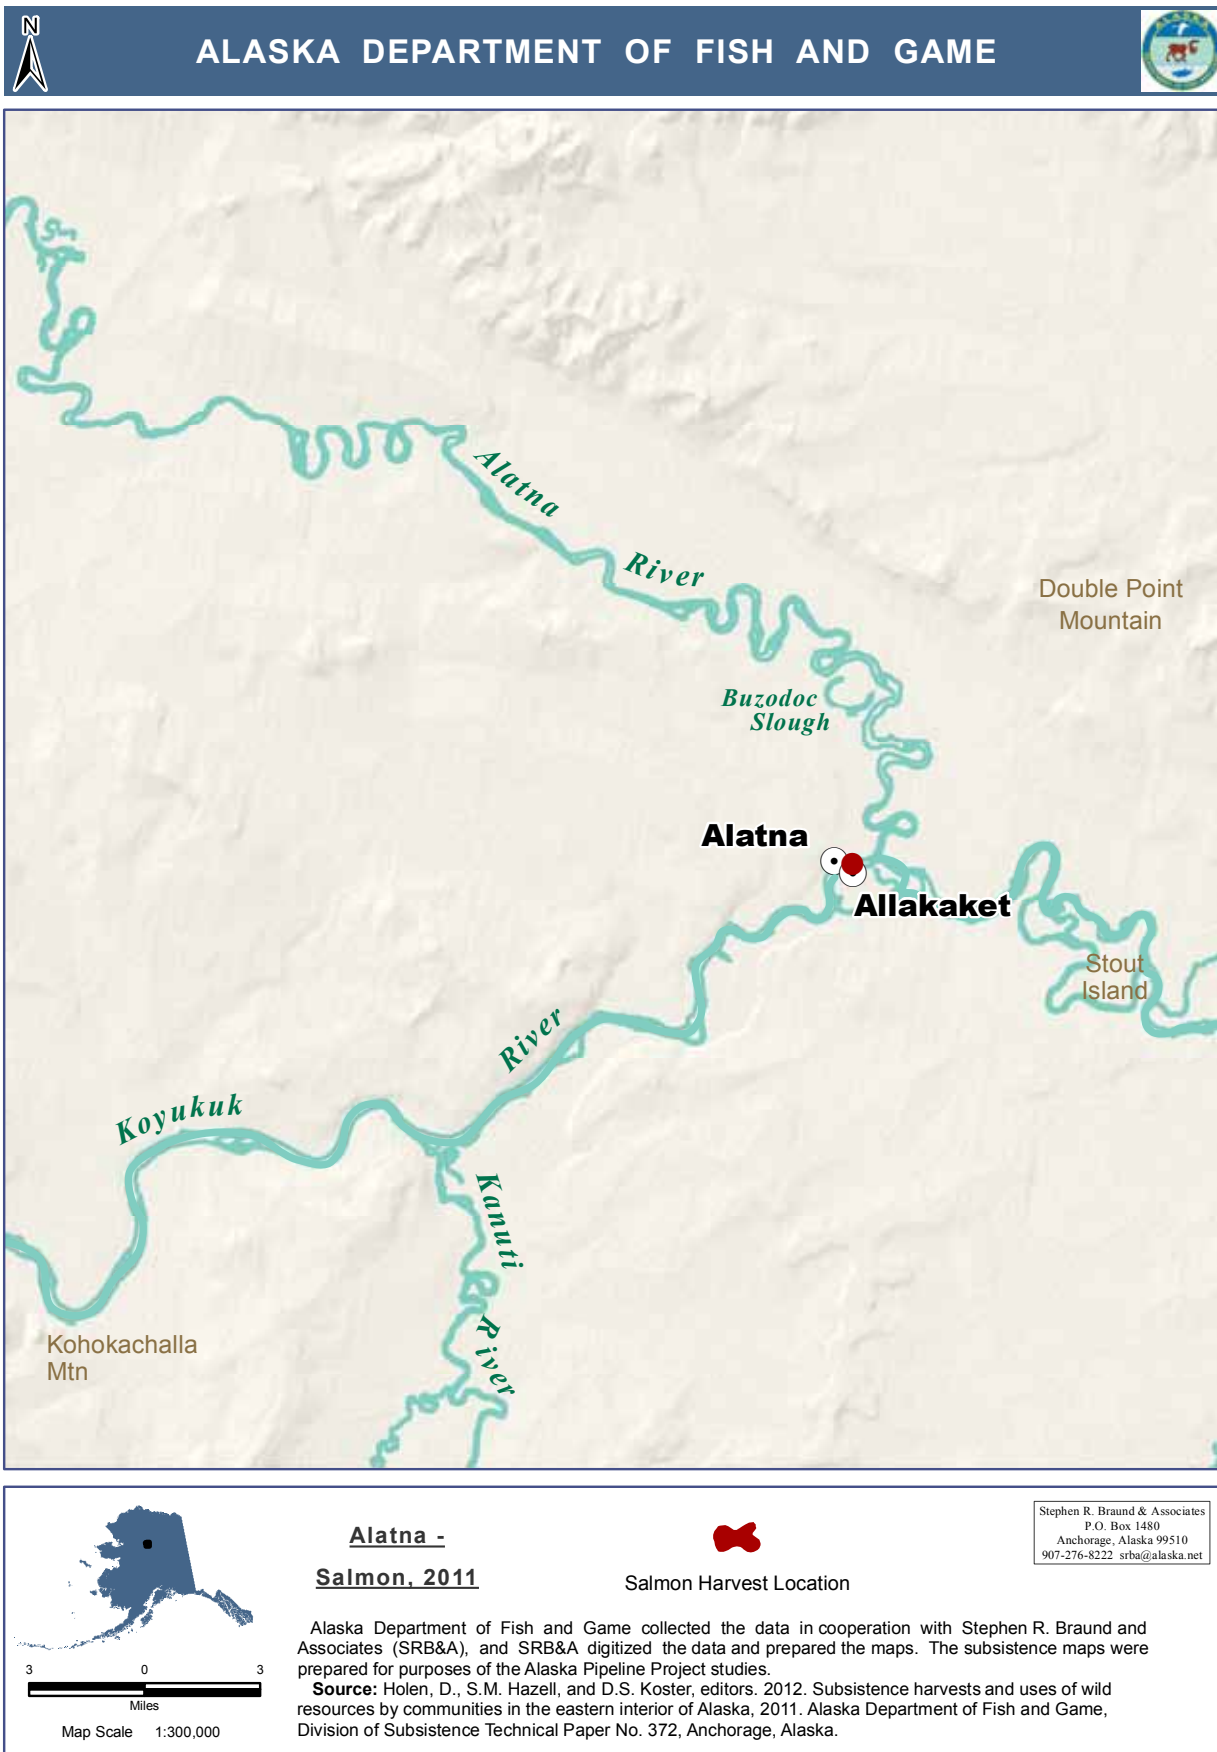 N
ALASKA DEPARTMENT OF FISH AND GAME
ALASKA
Alatna
River
Double Point
Mountain
Buzodoc
Slough
Alatna
Allakaket
Stout
Island
River
Koyukuk
Kanuti
River
Kohokachalla
Mtn
3 0 3
Miles
Map Scale 1:300,000
Alatna -
Salmon, 2011
Salmon Harvest Location
Stephen R. Braund & Associates
P.O. Box 1480
Anchorage, Alaska 99510
907-276-8222 srba@alaska.net
Alaska Department of Fish and Game collected the data in cooperation with Stephen R. Braund and
Associates (SRB&A), and SRB&A digitized the data and prepared the maps. The subsistence maps were
prepared for purposes of the Alaska Pipeline Project studies.
Source: Holen, D., S.M. Hazell, and D.S. Koster, editors. 2012. Subsistence harvests and uses of wild
resources by communities in the eastern interior of Alaska, 2011. Alaska Department of Fish and Game,
Division of Subsistence Technical Paper No. 372, Anchorage, Alaska.